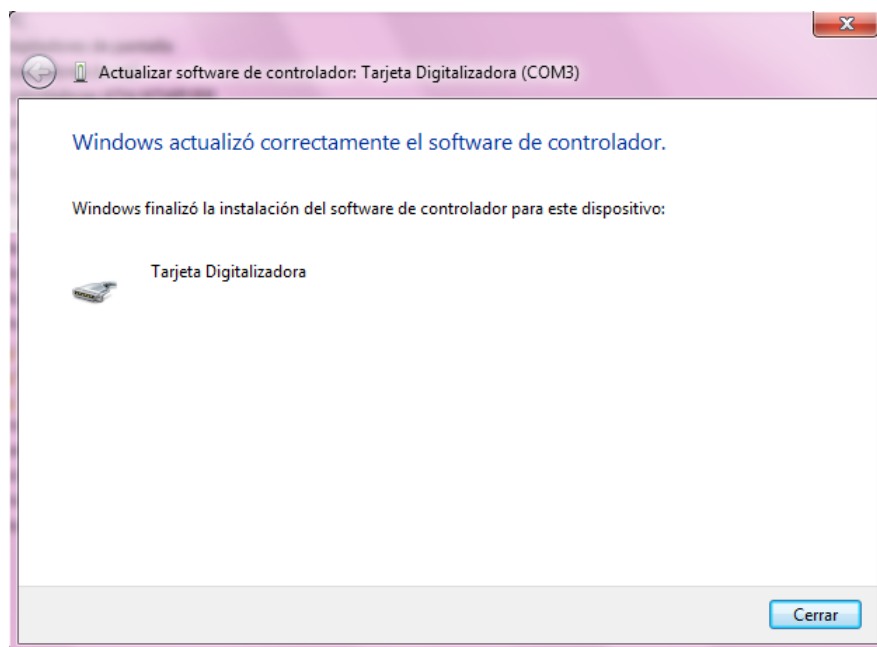 Actualizar software de controlador: Tarjeta Digitalizadora (COM3)
Windows actualizó correctamente el software de controlador.
Windows finalizó la instalación del software de controlador para este dispositivo:
Tarjeta Digitalizadora
Cerrar